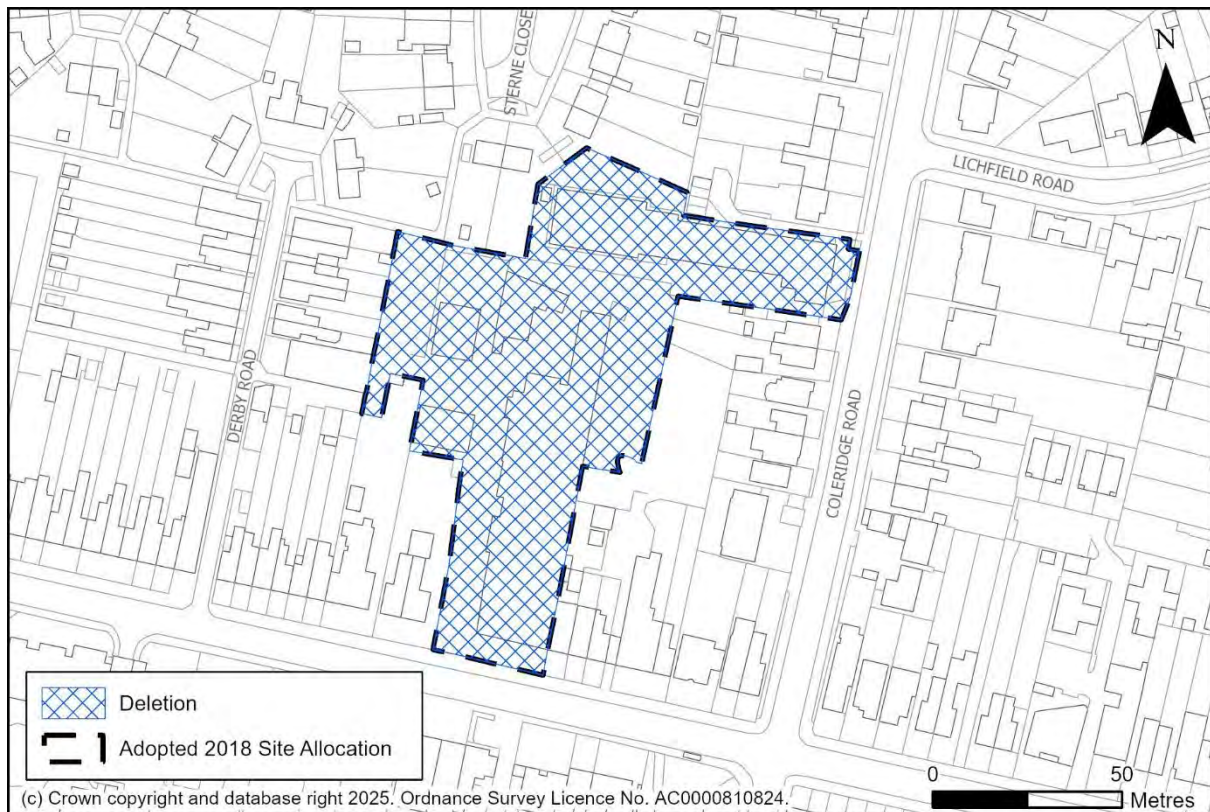 STERNE CLOSE
N
LICHFIELD ROAD
DERBY ROAD
COLERIDGE ROAD
Deletion
Adopted 2018 Site Allocation
0 50
Metres
(c) Crown copyright and database right 2025. Ordnance Survey Licence No. AC0000810824.